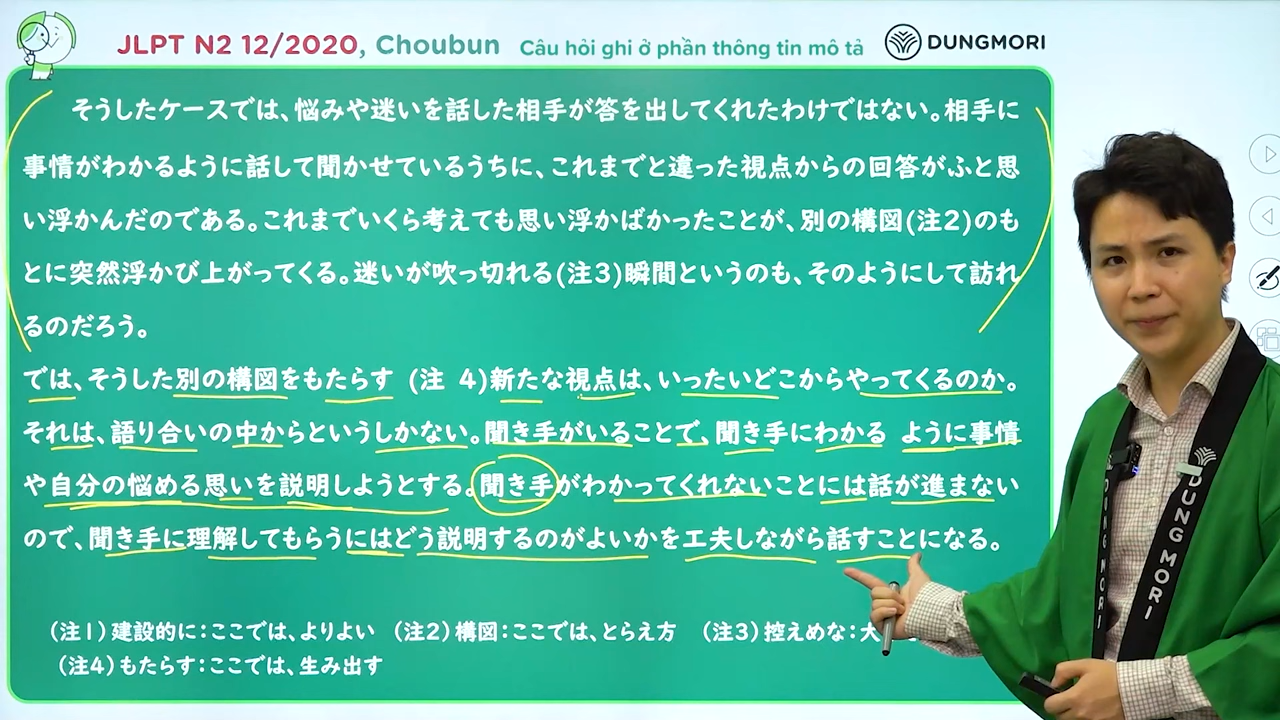 JLPT N2 12/2020, Choubun Câu hỏi ghi ở phần thông tin mô tả DUNGMORI
そうしたケースでは、悩みや迷いを話した相手が答を出してくれたわけではない。相手に
事情がわかるように話して聞かせているうちに、これまでと違った視点からの回答がふと思
い浮かんだのである。これまでいくら考えても思い浮かばかったことが、別の構図(注2)のも
とに突然浮かび上がってくる。迷いが吹っ切れる(注3)瞬間というのも、そのようにして訪れ
るのだろう。
では、そうした別の構図をもたらす (注 4)新たな視点は、いったいどこからやってくるのか。
それは、語り合いの中からというしかない。聞き手がいることで、聞き手にわかる ように事情
や自分の悩める思いを説明しようとする。聞き手がわかってくれないことには話が進まない
ので、聞き手に理解してもらうにはどう説明するのがよいかを工夫しながら話すことになる。
(注1)建設的に:ここでは、よりよい (注2)構図:ここでは、とらえ方 (注3)控えめな:大
(注4)もたらす:ここでは、生み出す
DUNG MORI
DUNG MORI